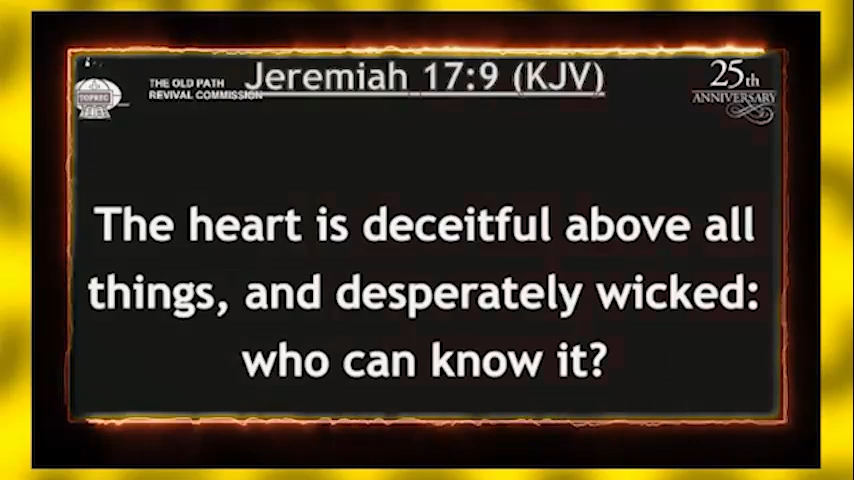 Jeremiah 17:9 (KJV)
THE OLD PATH
REVIVAL COMMISSION
TOPREC
25th
ANNIVERSARY
The heart is deceitful above all
things, and desperately wicked:
who can know it?